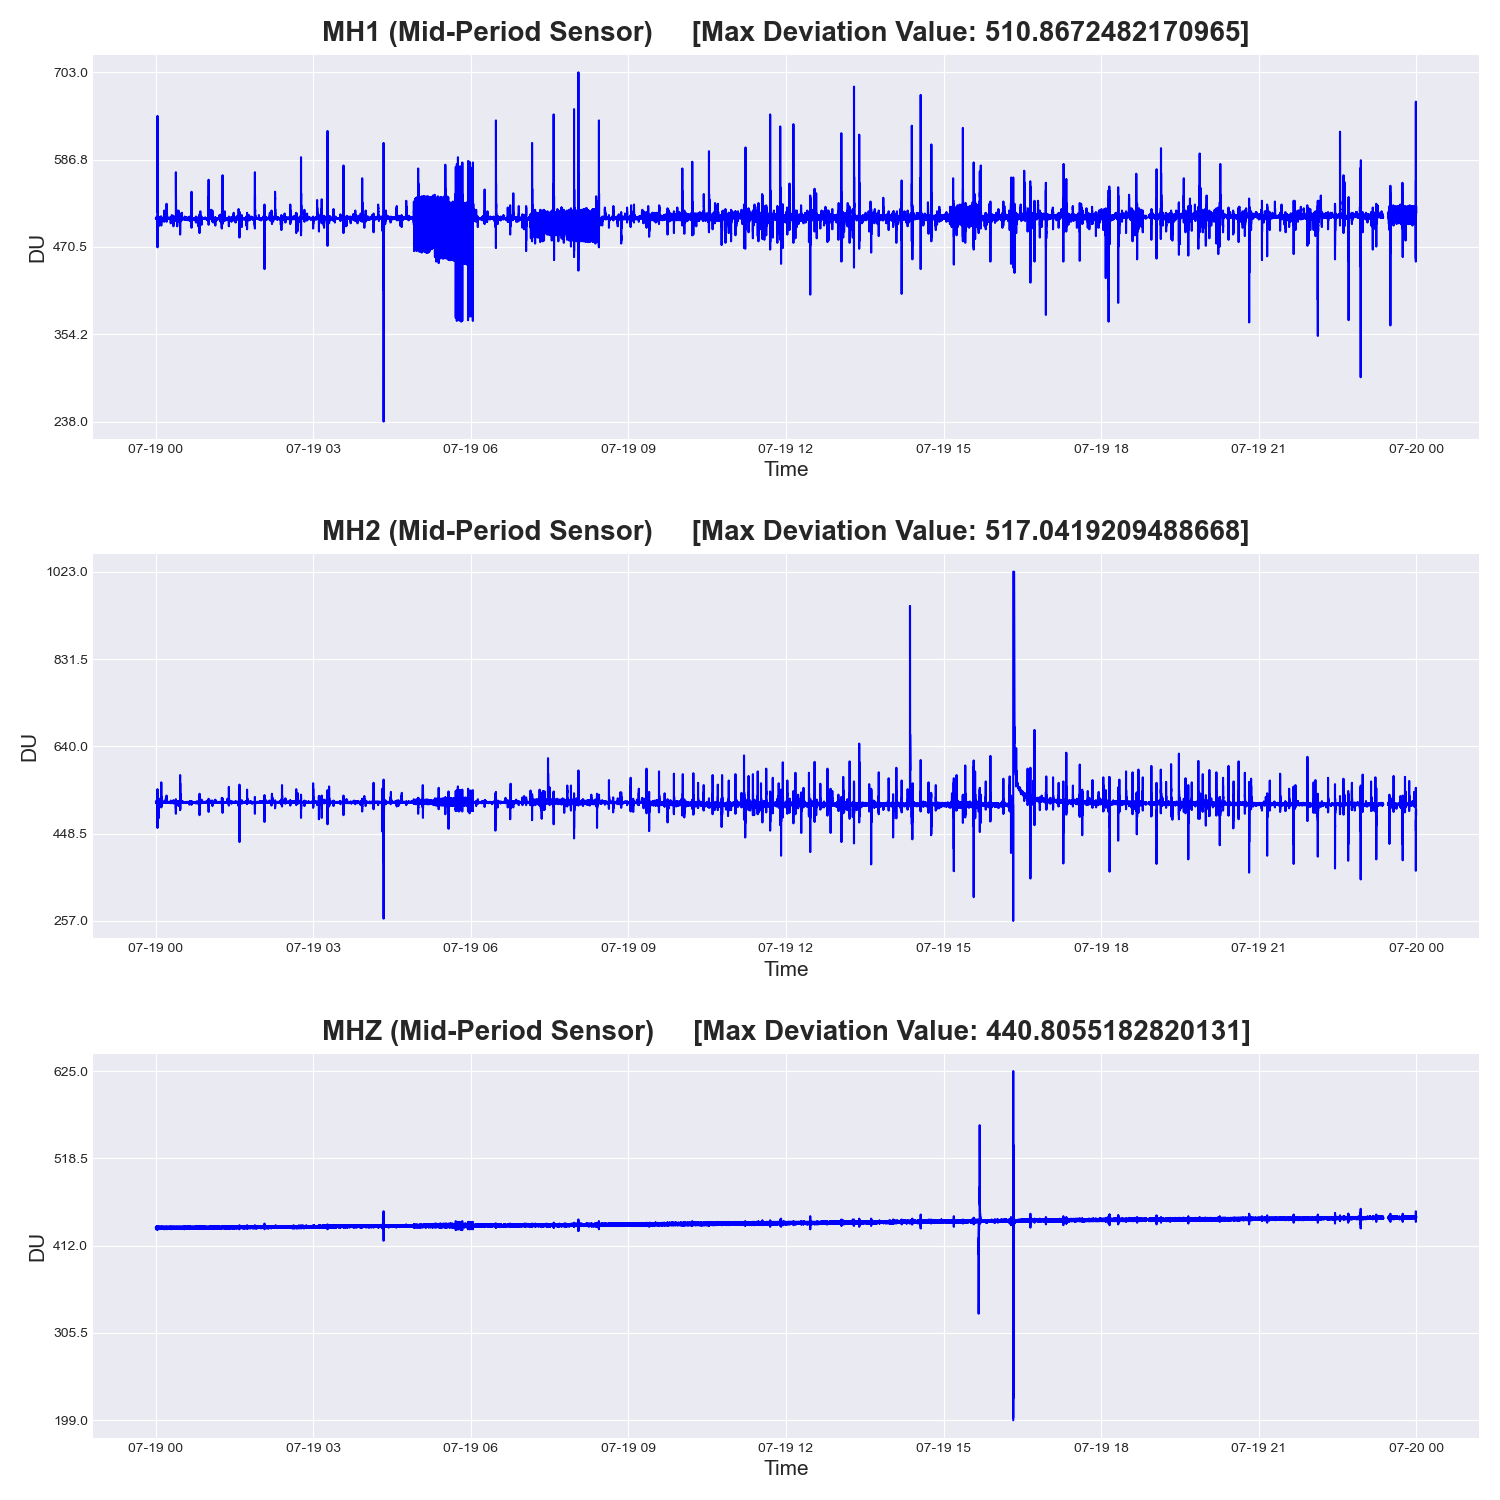 MH1 (Mid-Period Sensor) [Max Deviation Value: 510.8672482170965]
703.0
586.8
470.5
354.2
238.0
DU
07-19 00 07-19 03 07-19 06 07-19 09 07-19 12 07-19 15 07-19 18 07-19 21 07-20 00
Time
MH2 (Mid-Period Sensor) [Max Deviation Value: 517.0419209488668]
1023.0
831.5
640.0
448.5
257.0
DU
07-19 00 07-19 03 07-19 06 07-19 09 07-19 12 07-19 15 07-19 18 07-19 21 07-20 00
Time
MHZ (Mid-Period Sensor) [Max Deviation Value: 440.8055182820131]
625.0
518.5
412.0
305.5
199.0
DU
07-19 00 07-19 03 07-19 06 07-19 09 07-19 12 07-19 15 07-19 18 07-19 21 07-20 00
Time